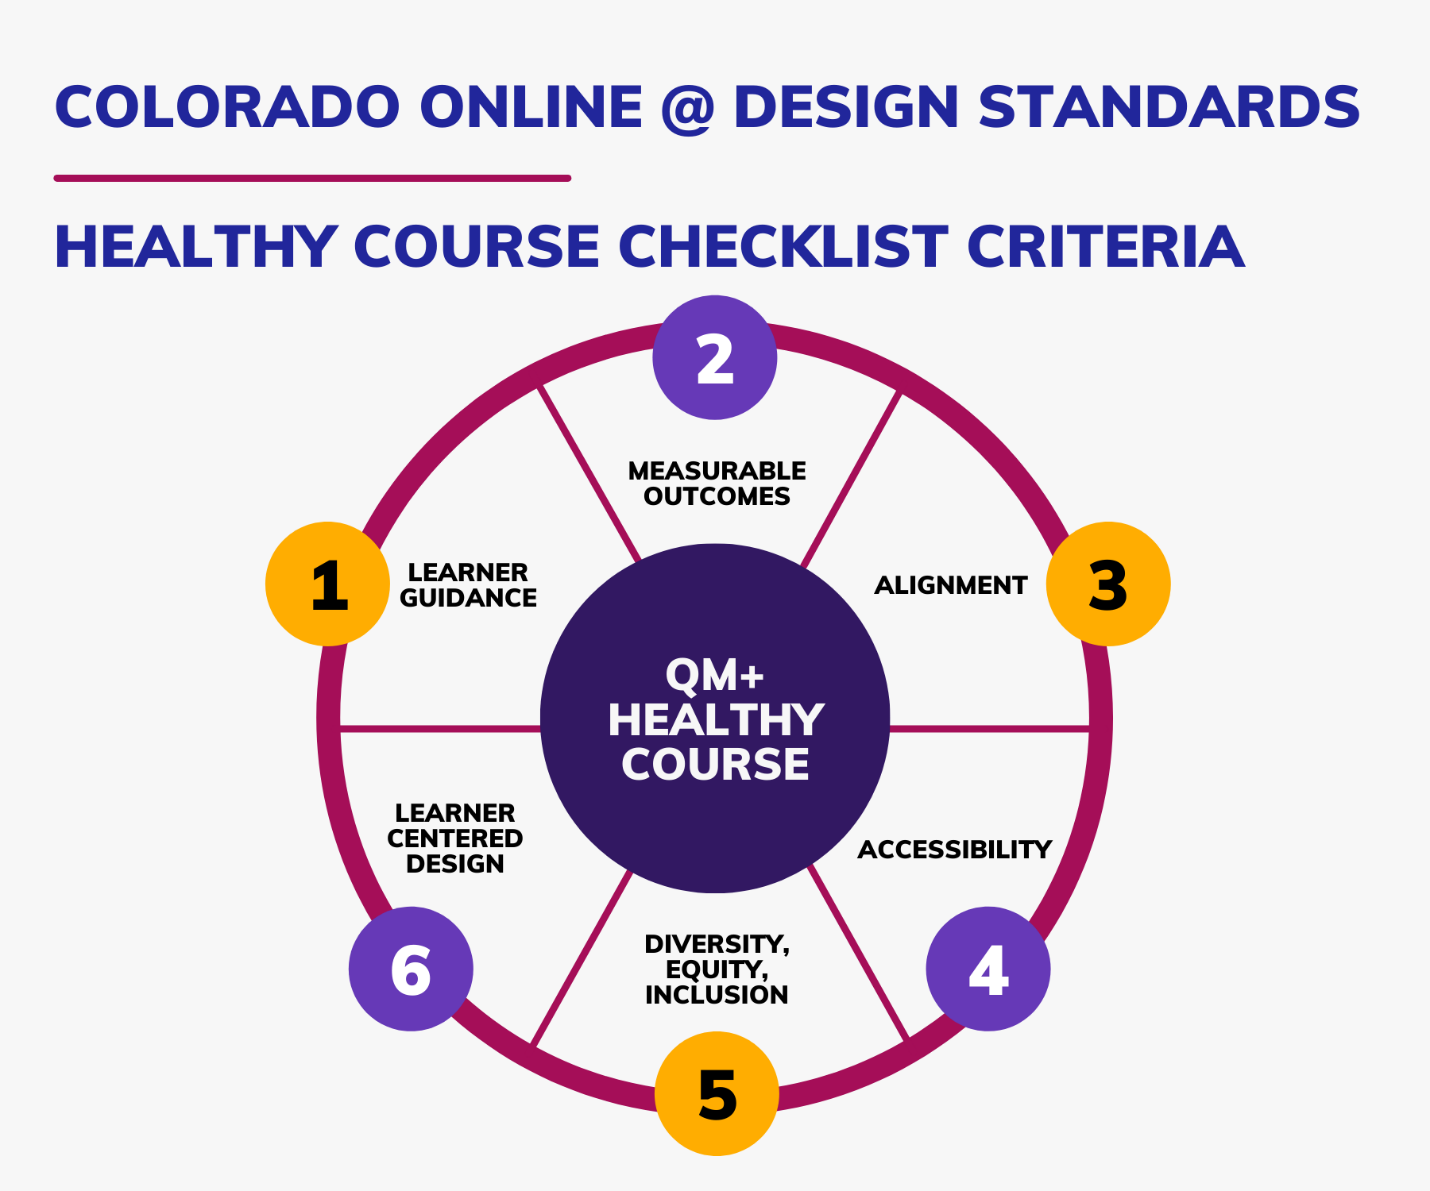 COLORADO ONLINE @ DESIGN STANDARDS
HEALTHY COURSE CHECKLIST CRITERIA
1
LEARNER
GUIDANCE
2
MEASURABLE
OUTCOMES
3
ALIGNMENT
4
ACCESSIBILITY
5
DIVERSITY,
EQUITY,
INCLUSION
6
LEARNER
CENTERED
DESIGN
QM+
HEALTHY
COURSE